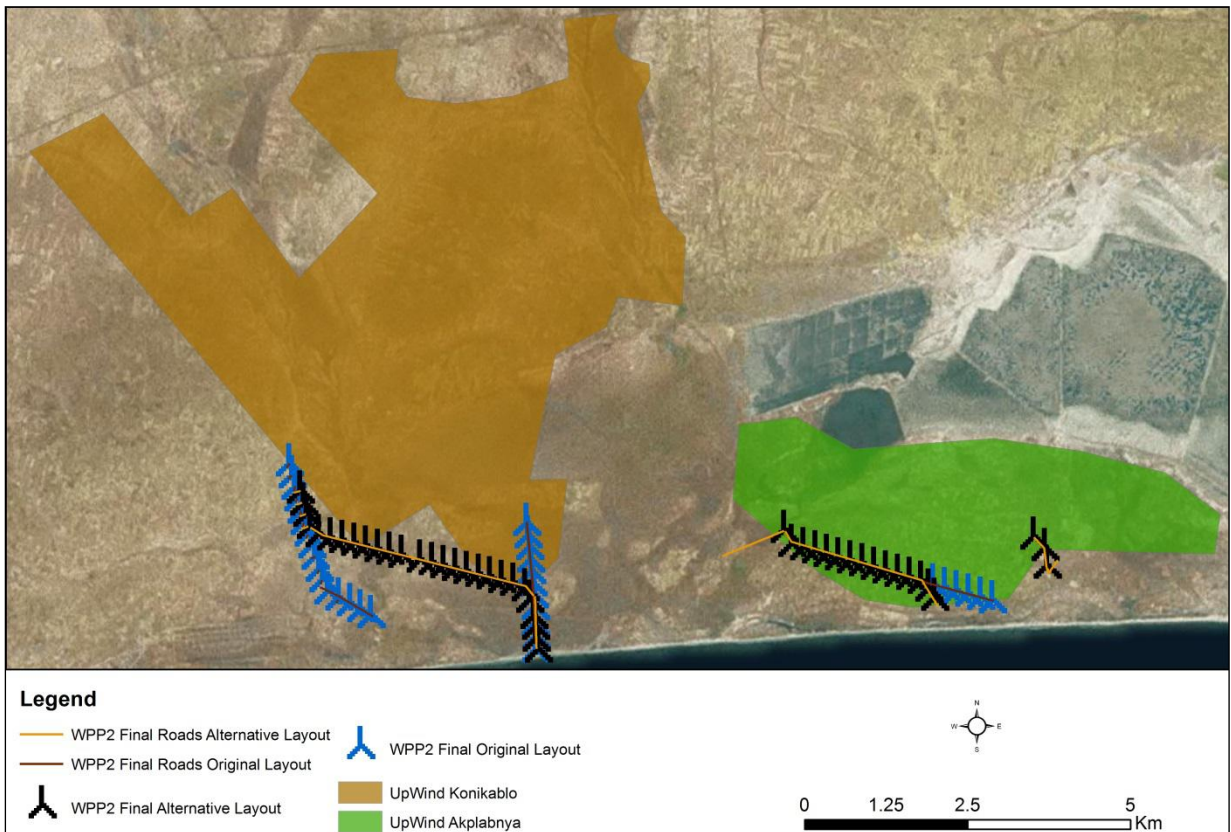 Legend
WPP2 Final Roads Alternative Layout
WPP2 Final Roads Original Layout
WPP2 Final Alternative Layout
WPP2 Final Original Layout
UpWind Konikablo
UpWind Akplabnya
N
W E
S
0 1.25 2.5 5
Km